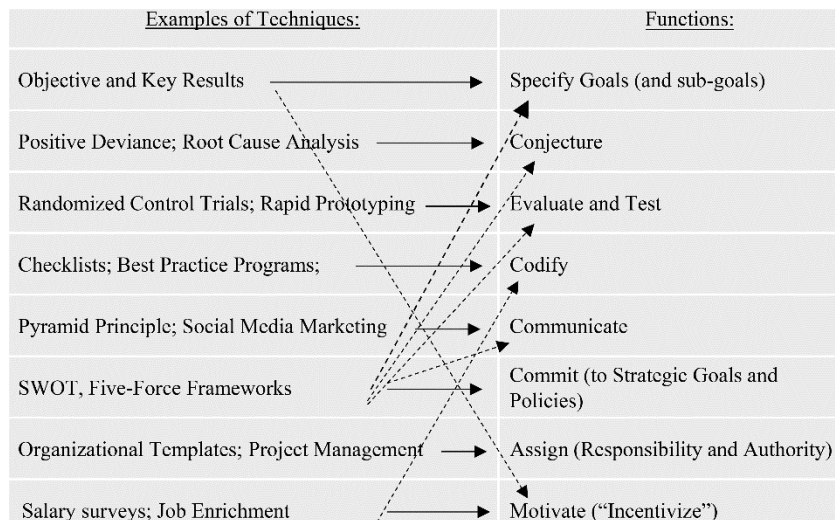 Examples of Techniques:
Functions:
Objective and Key Results
Specify Goals (and sub-goals)
Positive Deviance; Root Cause Analysis
Conjecture
Randomized Control Trials; Rapid Prototyping
Evaluate and Test
Checklists; Best Practice Programs;
Codify
Pyramid Principle; Social Media Marketing
Communicate
SWOT, Five-Force Frameworks
Commit (to Strategic Goals and
Policies)
Organizational Templates; Project Management
Assign (Responsibility and Authority)
Salary surveys; Job Enrichment
Motivate (“Incentivize”)